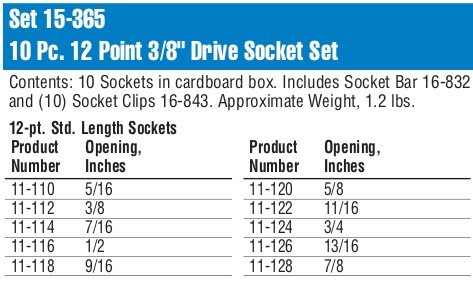 Set 15-365
10 Pc. 12 Point 3/8" Drive Socket Set
Contents: 10 Sockets in cardboard box. Includes Socket Bar 16-832
and (10) Socket Clips 16-843. Approximate Weight, 1.2 lbs.
12-pt. Std. Length Sockets
Product Number Opening, Inches
11-110 5/16
11-112 3/8
11-114 7/16
11-116 1/2
11-118 9/16
Product Number Opening, Inches
11-120 5/8
11-122 11/16
11-124 3/4
11-126 13/16
11-128 7/8